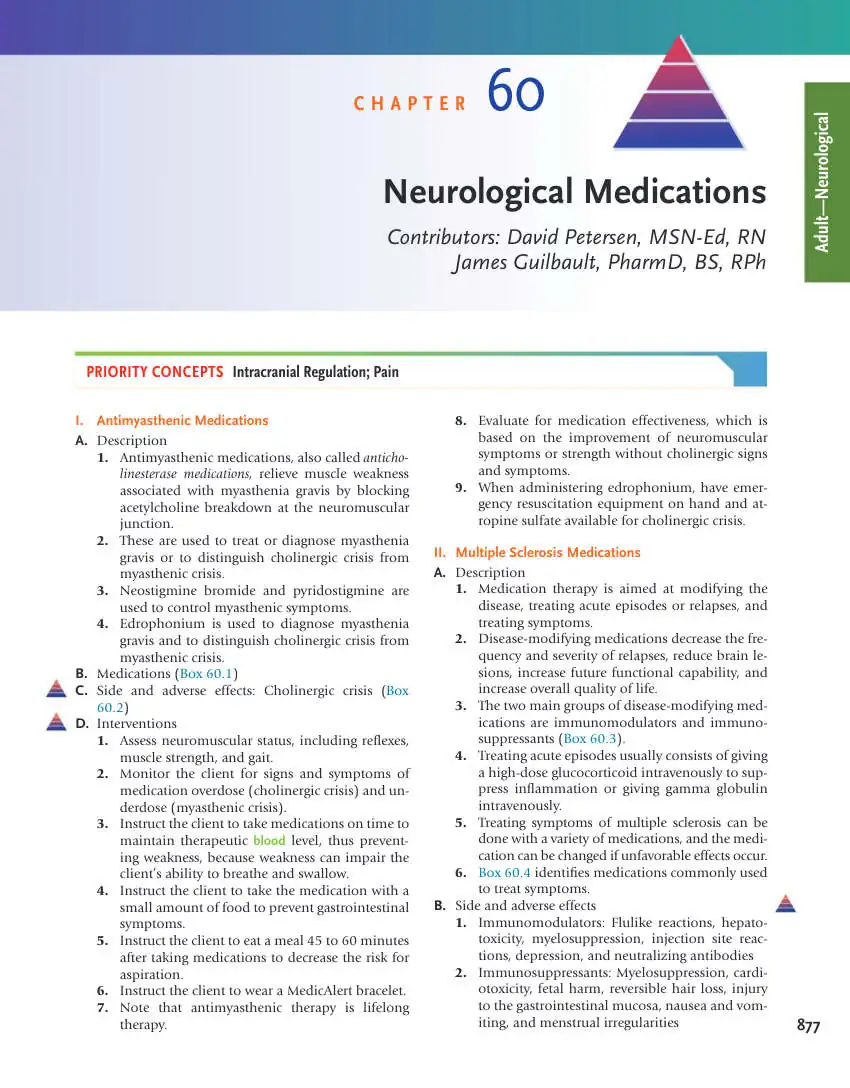 CHAPTER 60
Adult—Neurological
Neurological Medications
Contributors: David Petersen, MSN-Ed, RN
James Guilbault, PharmD, BS, RPh
PRIORITY CONCEPTS Intracranial Regulation; Pain
I. Antimyasthenic Medications
A. Description
1. Antimyasthenic medications, also called anticho-
linesterase medications, relieve muscle weakness
associated with myasthenia gravis by blocking
acetylcholine breakdown at the neuromuscular
junction.
2. These are used to treat or diagnose myasthenia
gravis or to distinguish cholinergic crisis from
myasthenic crisis.
3. Neostigmine bromide and pyridostigmine are
used to control myasthenic symptoms.
4. Edrophonium is used to diagnose myasthenia
gravis and to distinguish cholinergic crisis from
myasthenic crisis.
B. Medications (Box 60.1)
C. Side and adverse effects: Cholinergic crisis (Box
60.2)
D. Interventions
1. Assess neuromuscular status, including reflexes,
muscle strength, and gait.
2. Monitor the client for signs and symptoms of
medication overdose (cholinergic crisis) and un-
derdose (myasthenic crisis).
3. Instruct the client to take medications on time to
maintain therapeutic blood level, thus prevent-
ing weakness, because weakness can impair the
client's ability to breathe and swallow.
4. Instruct the client to take the medication with a
small amount of food to prevent gastrointestinal
symptoms.
5. Instruct the client to eat a meal 45 to 60 minutes
after taking medications to decrease the risk for
aspiration.
6. Instruct the client to wear a MedicAlert bracelet.
7. Note that antimyasthenic therapy is lifelong
therapy.
8. Evaluate for medication effectiveness, which is
based on the improvement of neuromuscular
symptoms or strength without cholinergic signs
and symptoms.
9. When administering edrophonium, have emer-
gency resuscitation equipment on hand and at-
ropine sulfate available for cholinergic crisis.
II. Multiple Sclerosis Medications
A. Description
1. Medication therapy is aimed at modifying the
disease, treating acute episodes or relapses, and
treating symptoms.
2. Disease-modifying medications decrease the fre-
quency and severity of relapses, reduce brain le-
sions, increase future functional capability, and
increase overall quality of life.
3. The two main groups of disease-modifying med-
ications are immunomodulators and immuno-
suppressants (Box 60.3).
4. Treating acute episodes usually consists of giving
a high-dose glucocorticoid intravenously to sup-
press inflammation or giving gamma globulin
intravenously.
5. Treating symptoms of multiple sclerosis can be
done with a variety of medications, and the medi-
cation can be changed if unfavorable effects occur.
6. Box 60.4 identifies medications commonly used
to treat symptoms.
B. Side and adverse effects
1. Immunomodulators: Flulike reactions, hepato-
toxicity, myelosuppression, injection site reac-
tions, depression, and neutralizing antibodies
2. Immunosuppressants: Myelosuppression, cardi-
otoxicity, fetal harm, reversible hair loss, injury
to the gastrointestinal mucosa, nausea and vom-
iting, and menstrual irregularities
877